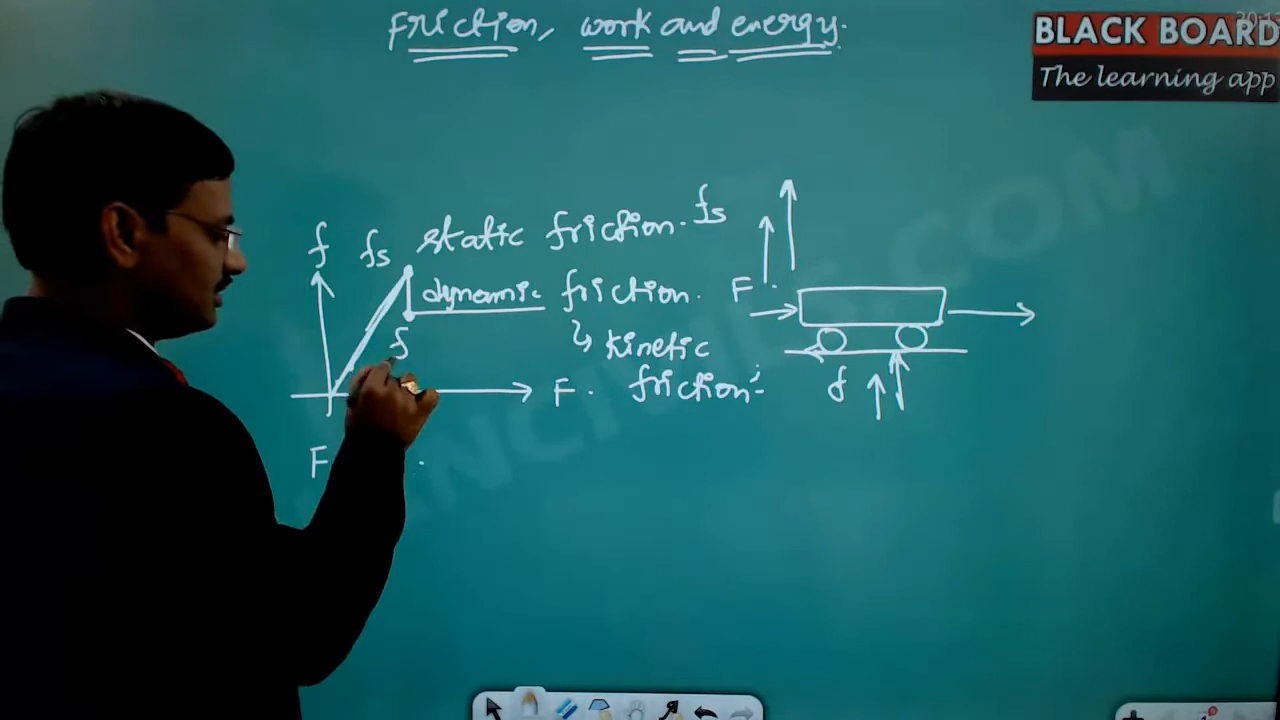 Friction, work and energy.
BLACK BOARD
The learning app
f fs static friction. fs
dynamic friction. F
f ↳ kinetic
F. friction:- f
F